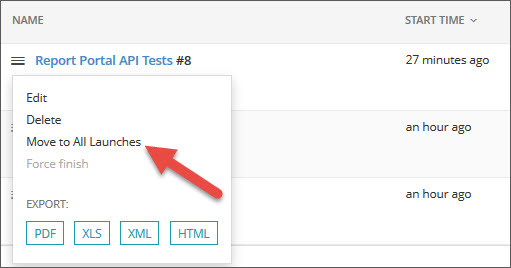 NAME START TIME
Report Portal API Tests #8 27 minutes ago
Edit
Delete
an hour ago
Move to All Launches
Force finish
an hour ago
EXPORT:
PDF XLS XML HTML